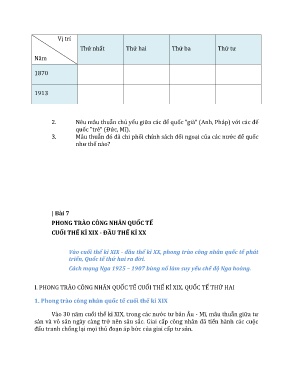 Vị trí
Năm
Thứ nhất Thứ hai Thứ ba Thứ tư
1870
1913
2. Nêu mâu thuẫn chủ yếu giữa các đế quốc "già" (Anh, Pháp) với các đế
quốc "trẻ" (Đức, Mĩ).
3. Mâu thuẫn đó đã chi phối chính sách đối ngoại của các nước đế quốc
như thế nào?
| Bài 7
PHONG TRÀO CÔNG NHÂN QUỐC TẾ
CUỐI THẾ KỈ XIX - ĐẦU THẾ KỈ XX
Vào cuối thế kỉ XIX - đầu thế kỉ XX, phong trào công nhân quốc tế phát
triển, Quốc tế thứ hai ra đời.
Cách mạng Nga 1925 - 1907 bùng nổ làm suy yếu chế độ Nga hoàng.
I. PHONG TRÀO CÔNG NHÂN QUỐC TẾ CUỐI THẾ KỈ XIX. QUỐC TẾ THỨ HAI
1. Phong trào công nhân quốc tế cuối thế kỉ XIX
Vào 30 năm cuối thế kỉ XIX, trong các nước tư bản Âu - Mĩ, mâu thuẫn giữa tư
sản và vô sản ngày càng trở nên sâu sắc. Giai cấp công nhân đã tiến hành các cuộc
đấu tranh chống lại mọi thủ đoạn áp bức của giai cấp tư sản.